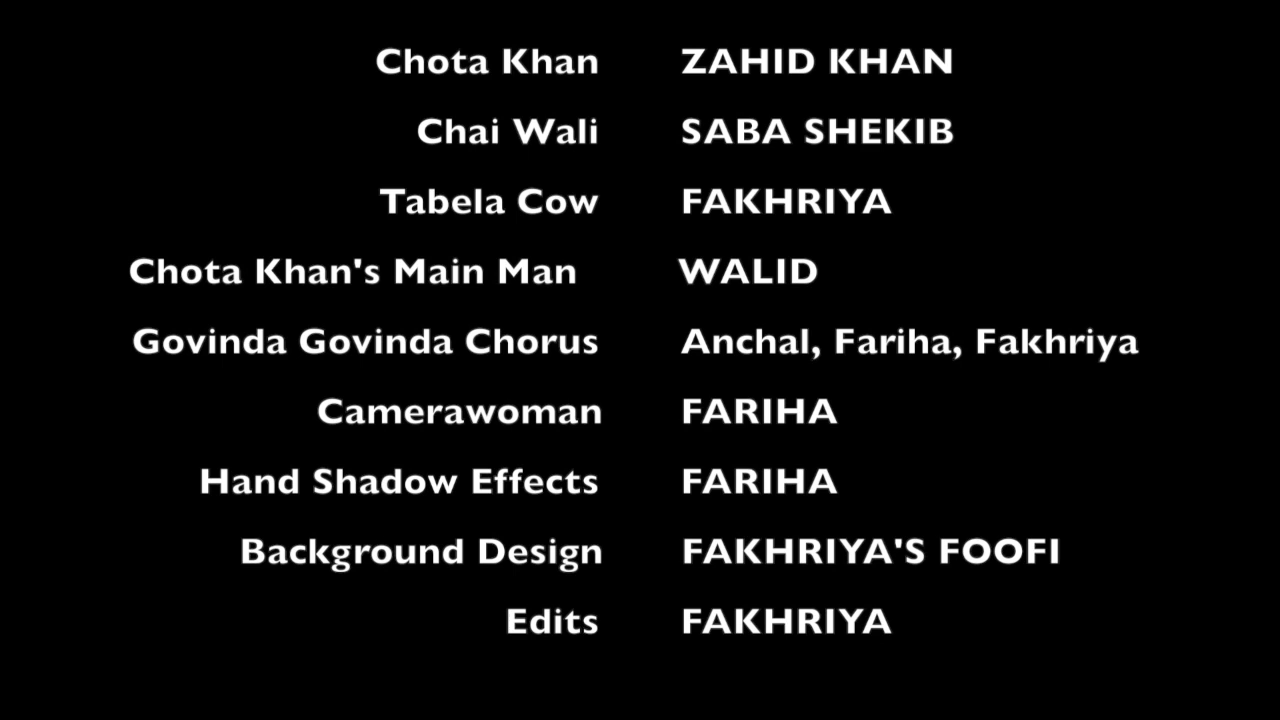 Chota Khan ZAHID KHAN
Chai Wali SABA SHEKIB
Tabela Cow FAKHRIYA
Chota Khan's Main Man WALID
Govinda Govinda Chorus Anchal, Fariha, Fakhriya
Camerawoman FARIHA
Hand Shadow Effects FARIHA
Background Design FAKHRIYA'S FOOFI
Edits FAKHRIYA